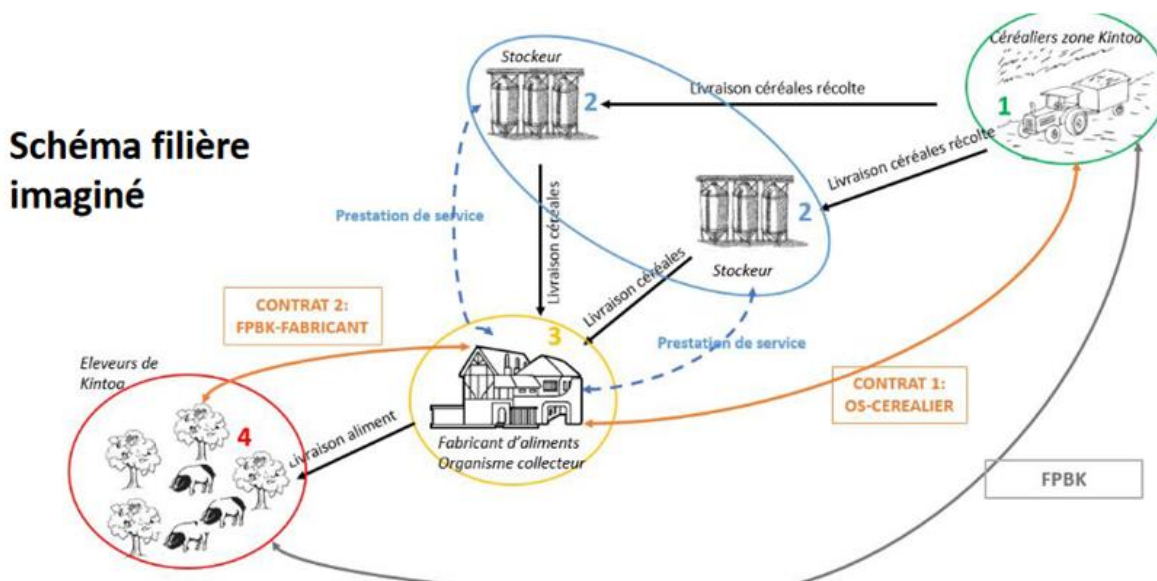 Schéma filière
imaginé
Stockeur
2
Livraison céréales récolte
Céréaliers zone Kintoa
1
Livraison céréales récolte
2
Stockeur
Prestation de service
Livraison céréales
Livraison céréales
CONTRAT 2:
FPBK-FABRICANT
3
Prestation de service
Eleveurs de
Kintoa
4
Livraison aliment
Fabricant d'aliments
Organisme collecteur
CONTRAT 1:
OS-CEREALIER
FPBK